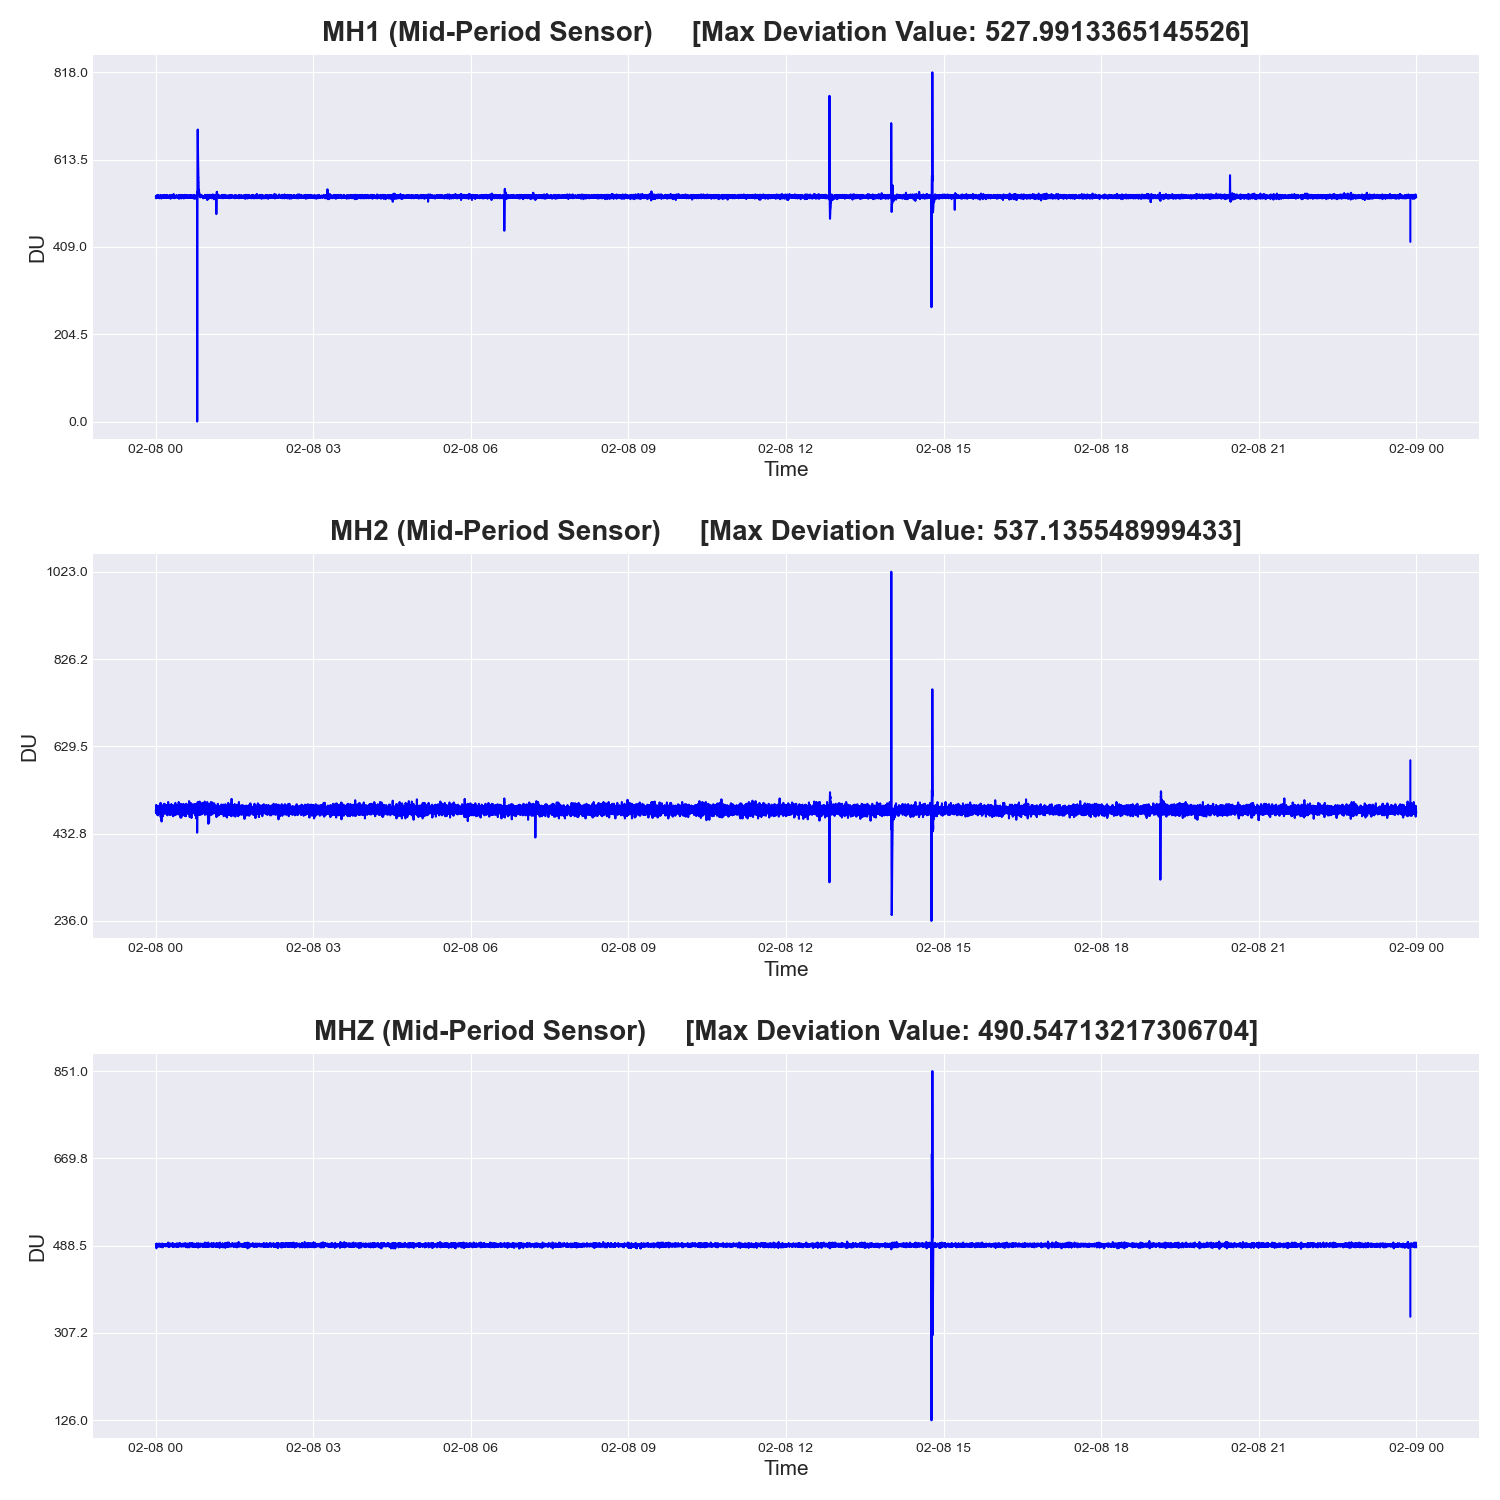 MH1 (Mid-Period Sensor) [Max Deviation Value: 527.9913365145526]
818.0
613.5
409.0
204.5
0.0
DU
02-08 00 02-08 03 02-08 06 02-08 09 02-08 12 02-08 15 02-08 18 02-08 21 02-09 00
Time
MH2 (Mid-Period Sensor) [Max Deviation Value: 537.135548999433]
1023.0
826.2
629.5
432.8
236.0
DU
02-08 00 02-08 03 02-08 06 02-08 09 02-08 12 02-08 15 02-08 18 02-08 21 02-09 00
Time
MHZ (Mid-Period Sensor) [Max Deviation Value: 490.54713217306704]
851.0
669.8
488.5
307.2
126.0
DU
02-08 00 02-08 03 02-08 06 02-08 09 02-08 12 02-08 15 02-08 18 02-08 21 02-09 00
Time